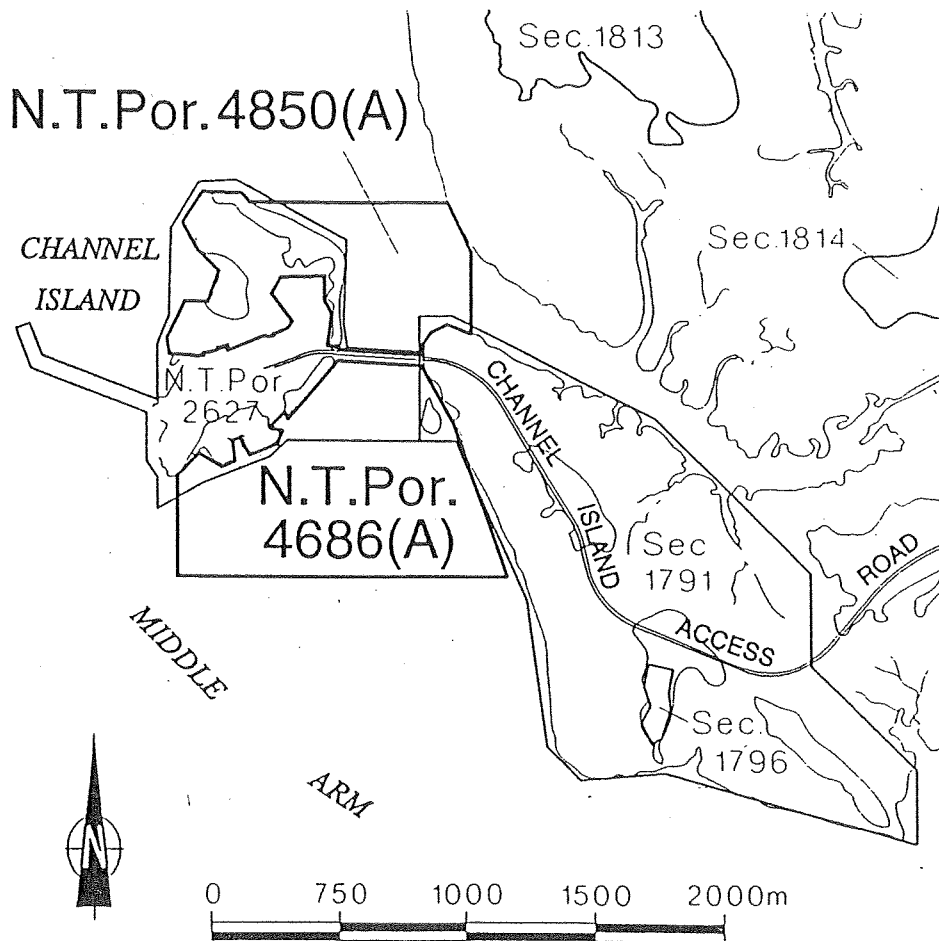 Sec.1813
N.T.Por. 4850(A)
Sec.1814
CHANNEL
ISLAND
N.T.Por
2627
CHANNEL
ISLAND
ACCESS
ROAD
N.T.Por.
4686(A)
Sec
1791
Sec.
1796
MIDDLE
ARM
N
0 750 1000 1500 2000m